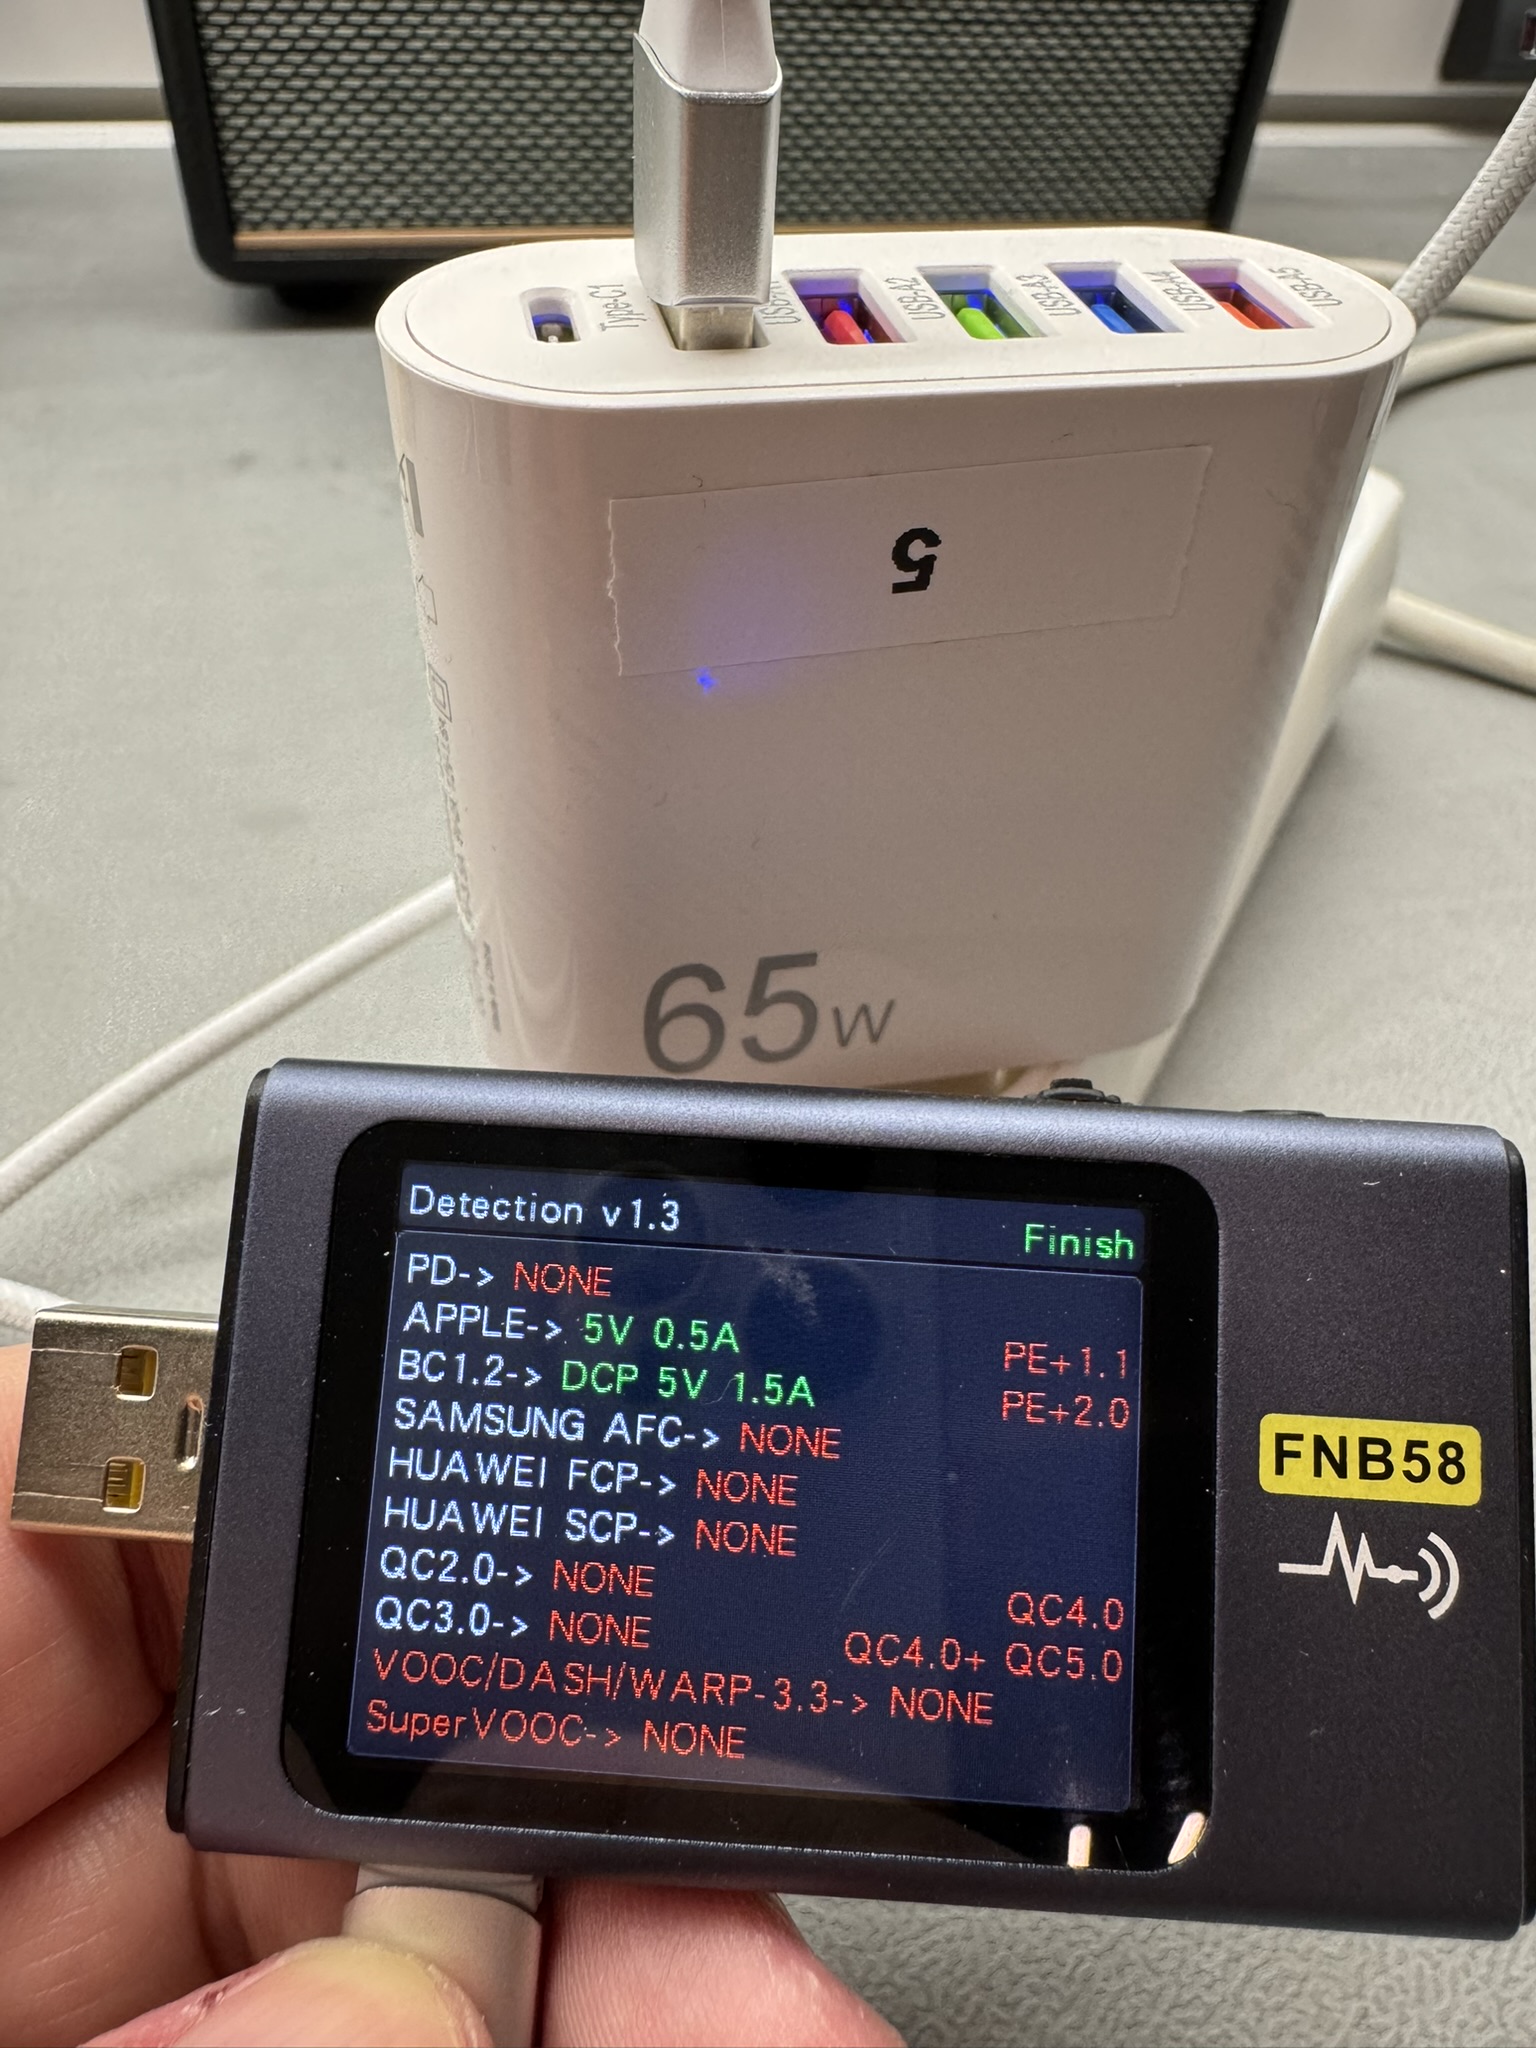 Type-C1
USB-A2
USB-A3
USB-A4
USB-A5
5
65W
Detection v1.3
Finish
PD-> NONE
APPLE-> 5V 0.5A
PE+1.1
BC1.2-> DCP 5V 1.5A
PE+2.0
SAMSUNG AFC-> NONE
HUAWEI FCP-> NONE
HUAWEI SCP-> NONE
QC2.0-> NONE
QC4.0
QC3.0-> NONE
QC4.0+ QC5.0
VOOC/DASH/WARP-3.3-> NONE
SuperVOOC-> NONE
FNB58